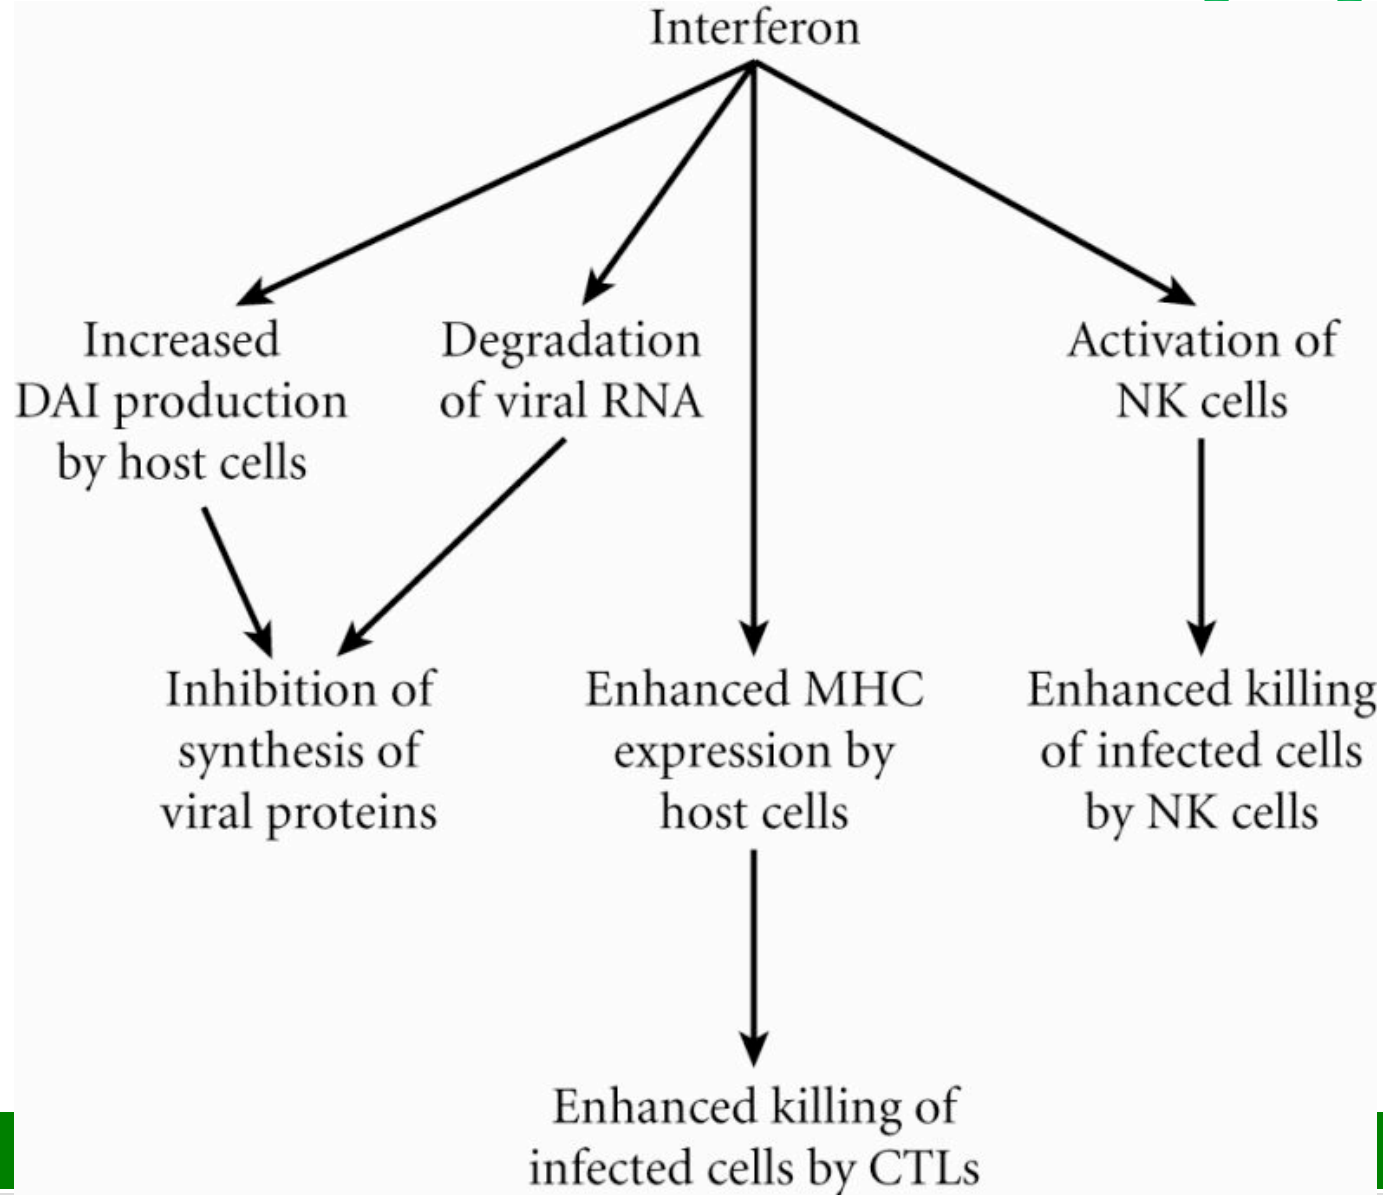 Interferon
Increased
DAI production
by host cells
Degradation
of viral RNA
Activation of
NK cells
Inhibition of
synthesis of
viral proteins
Enhanced MHC
expression by
host cells
Enhanced killing
of infected cells
by NK cells
Enhanced killing of
infected cells by CTLs